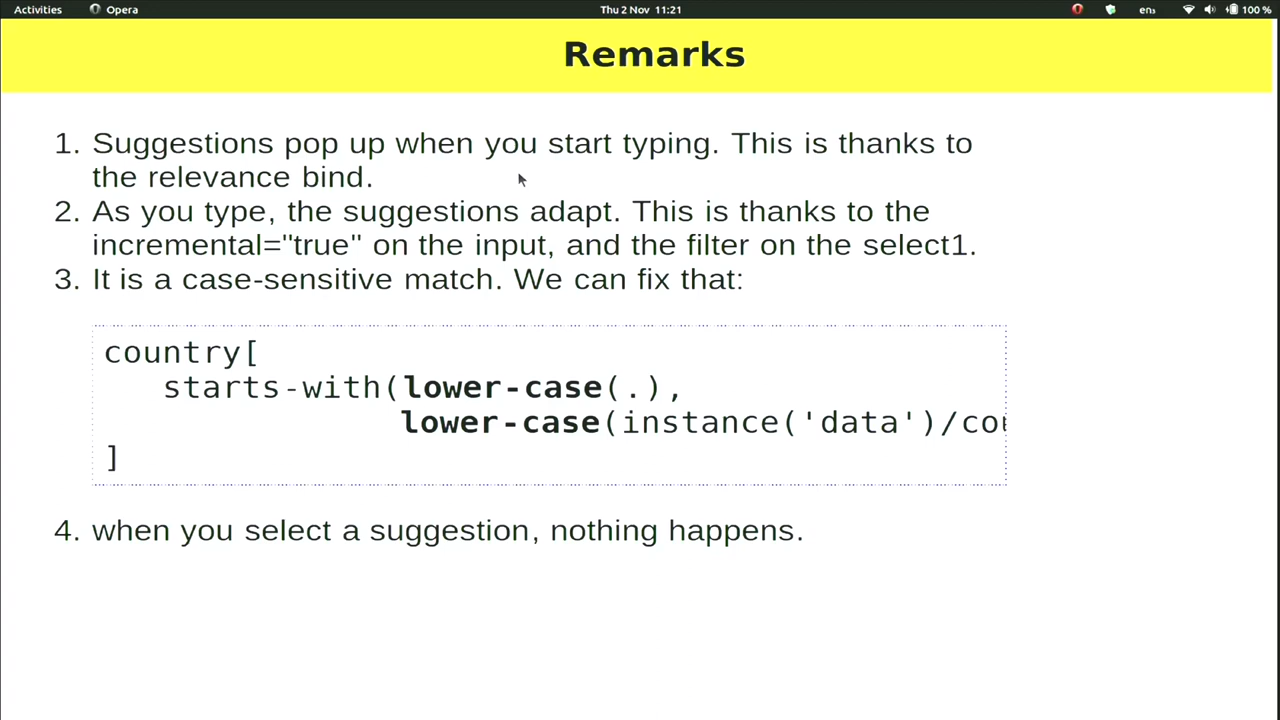 Activities Opera Thu 2 Nov 11:21 en₃ 100 %
Remarks
1. Suggestions pop up when you start typing. This is thanks to
the relevance bind.
2. As you type, the suggestions adapt. This is thanks to the
incremental="true" on the input, and the filter on the select1.
3. It is a case-sensitive match. We can fix that:
country[
starts-with(lower-case(.),
lower-case(instance('data')/co
]
4. when you select a suggestion, nothing happens.